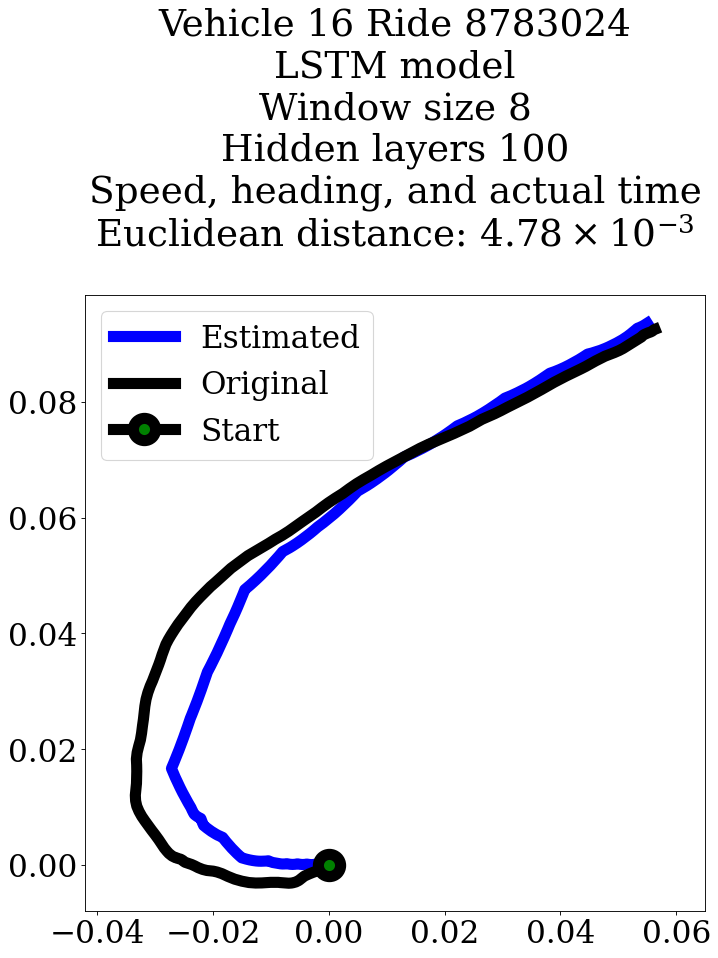 Vehicle 16 Ride 8783024
LSTM model
Window size 8
Hidden layers 100
Speed, heading, and actual time
Euclidean distance: 4.78 × 10⁻³
Estimated
Original
Start
0.08
0.06
0.04
0.02
0.00
−0.04 −0.02 0.00 0.02 0.04 0.06